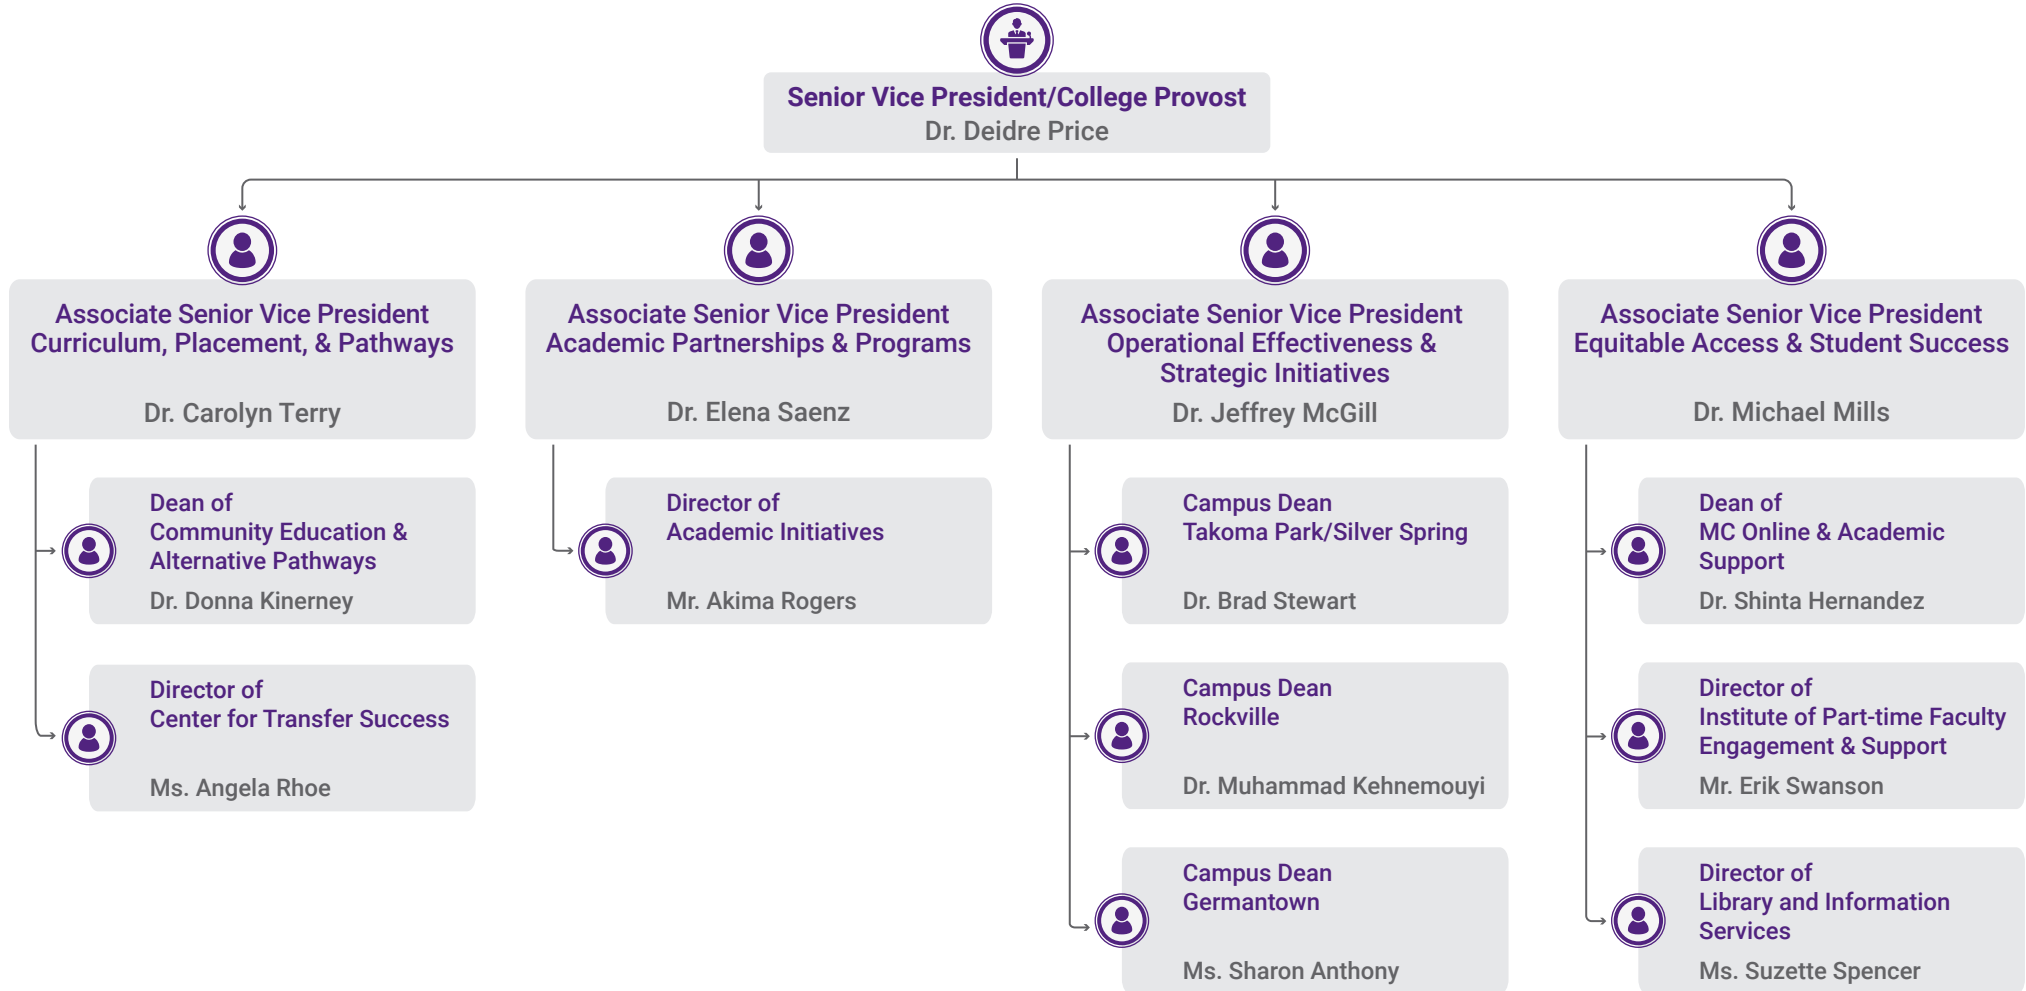 Senior Vice President/College Provost
Dr. Deidre Price
Associate Senior Vice President
Curriculum, Placement, & Pathways
Dr. Carolyn Terry
Dean of
Community Education &
Alternative Pathways
Dr. Donna Kinerney
Director of
Center for Transfer Success
Ms. Angela Rhoe
Associate Senior Vice President
Academic Partnerships & Programs
Dr. Elena Saenz
Director of
Academic Initiatives
Mr. Akima Rogers
Associate Senior Vice President
Operational Effectiveness &
Strategic Initiatives
Dr. Jeffrey McGill
Campus Dean
Takoma Park/Silver Spring
Dr. Brad Stewart
Campus Dean
Rockville
Dr. Muhammad Kehnemouyi
Campus Dean
Germantown
Ms. Sharon Anthony
Associate Senior Vice President
Equitable Access & Student Success
Dr. Michael Mills
Dean of
MC Online & Academic
Support
Dr. Shinta Hernandez
Director of
Institute of Part-time Faculty
Engagement & Support
Mr. Erik Swanson
Director of
Library and Information
Services
Ms. Suzette Spencer